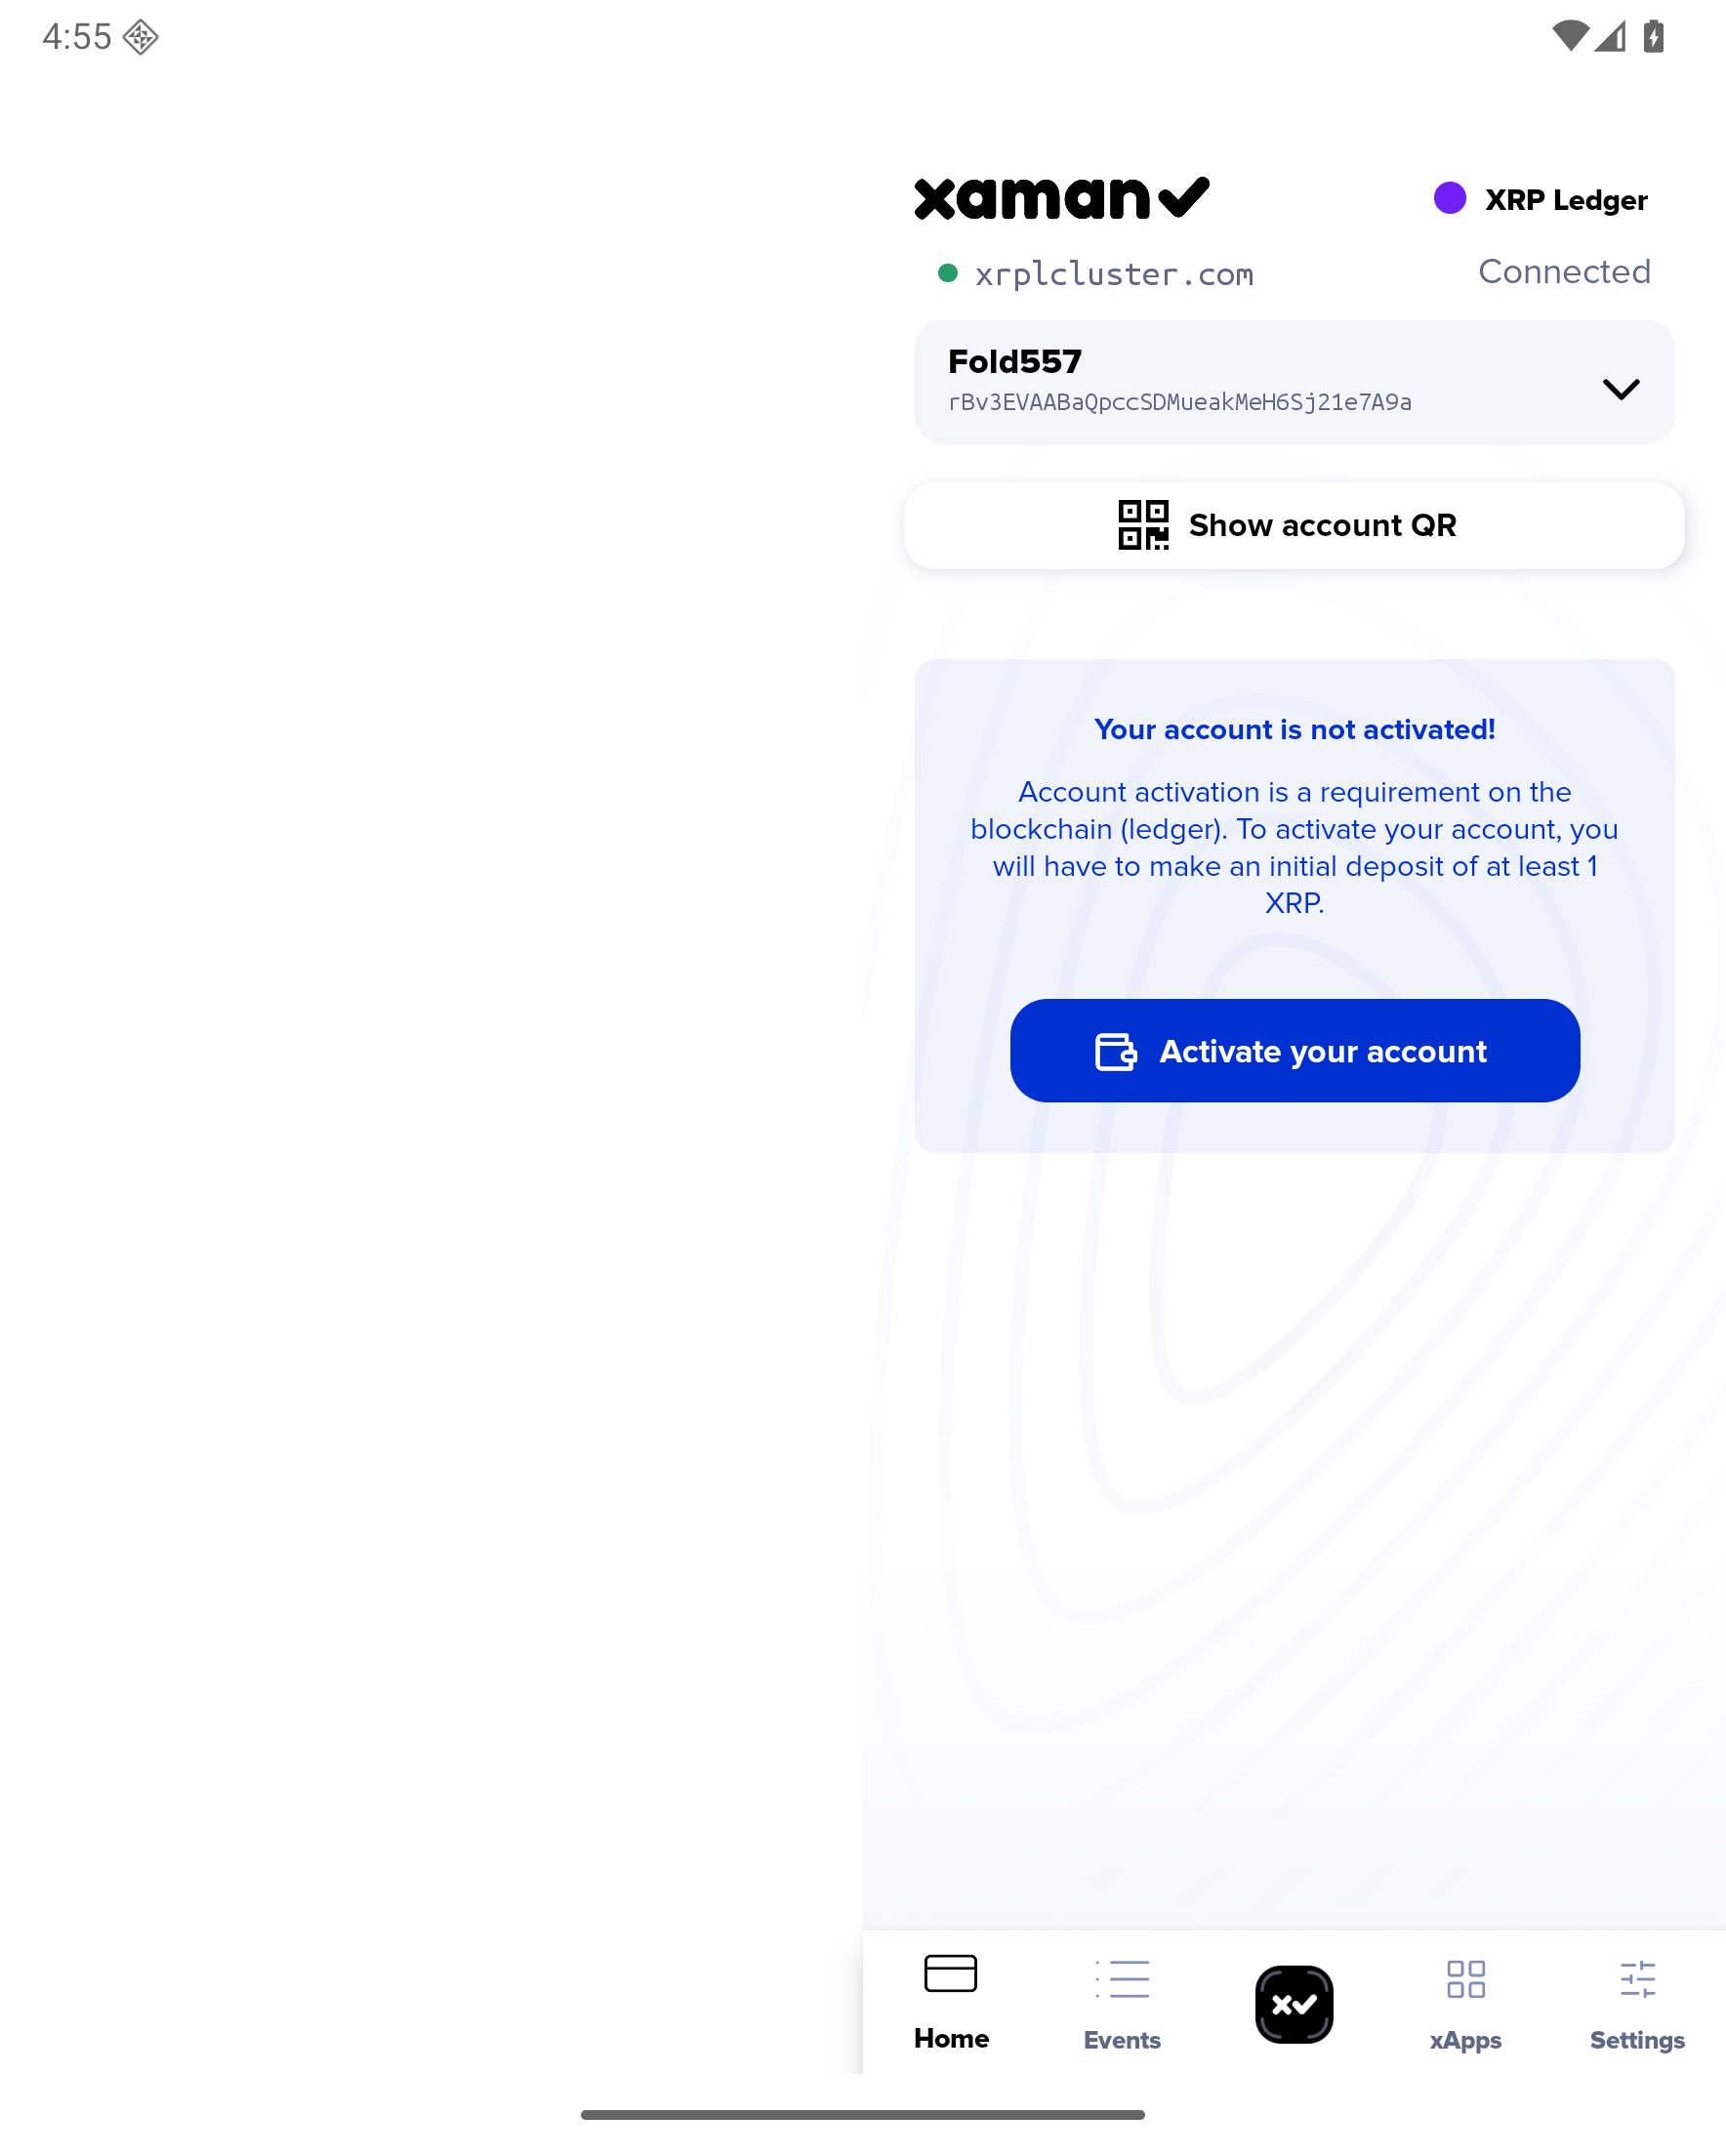 4:55
xaman
XRP Ledger
xrplcluster.com
Connected
Fold557
rBv3EVAABaQpccSDMueakMeH6Sj21e7A9a
Show account QR
Your account is not activated!
Account activation is a requirement on the
blockchain (ledger). To activate your account, you
will have to make an initial deposit of at least 1
XRP.
Activate your account
Home
Events
xApps
Settings